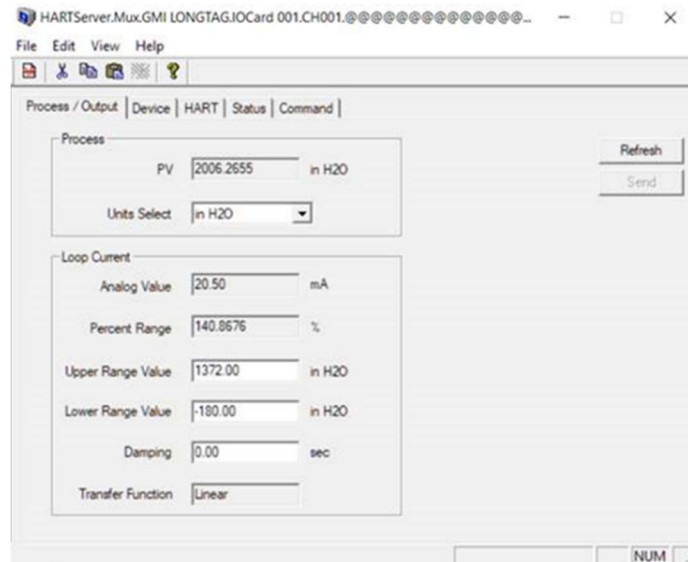 HARTServer.Mux.GMI LONGTAG.IOCard 001.CH001.@@@@@@@@@@@@@@@...
File Edit View Help
Process / Output Device HART Status Command
Process
PV 2006.2655 in H2O
Units Select in H2O
Refresh
Send
Loop Current
Analog Value 20.50 mA
Percent Range 140.8676 %
Upper Range Value 1372.00 in H2O
Lower Range Value -180.00 in H2O
Damping 0.00 sec
Transfer Function Linear
NUM